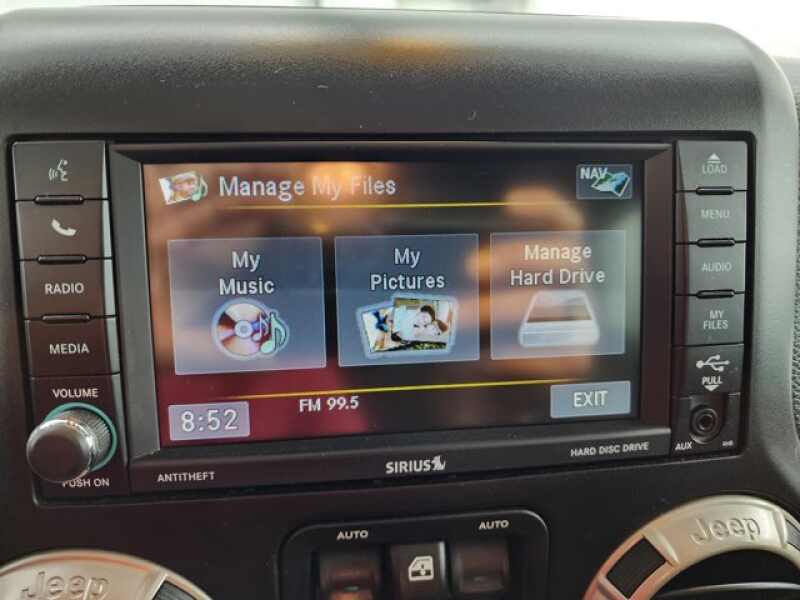 Manage My Files
NAV
My
Music
My
Pictures
Manage
Hard Drive
8:52
FM 99.5
EXIT
RADIO
MEDIA
VOLUME
PUSH ON
LOAD
MENU
AUDIO
MY
FILES
PULL
AUX
ANTITHEFT
SIRIUS
HARD DISC DRIVE
AUTO
AUTO
Jeep
Jeep